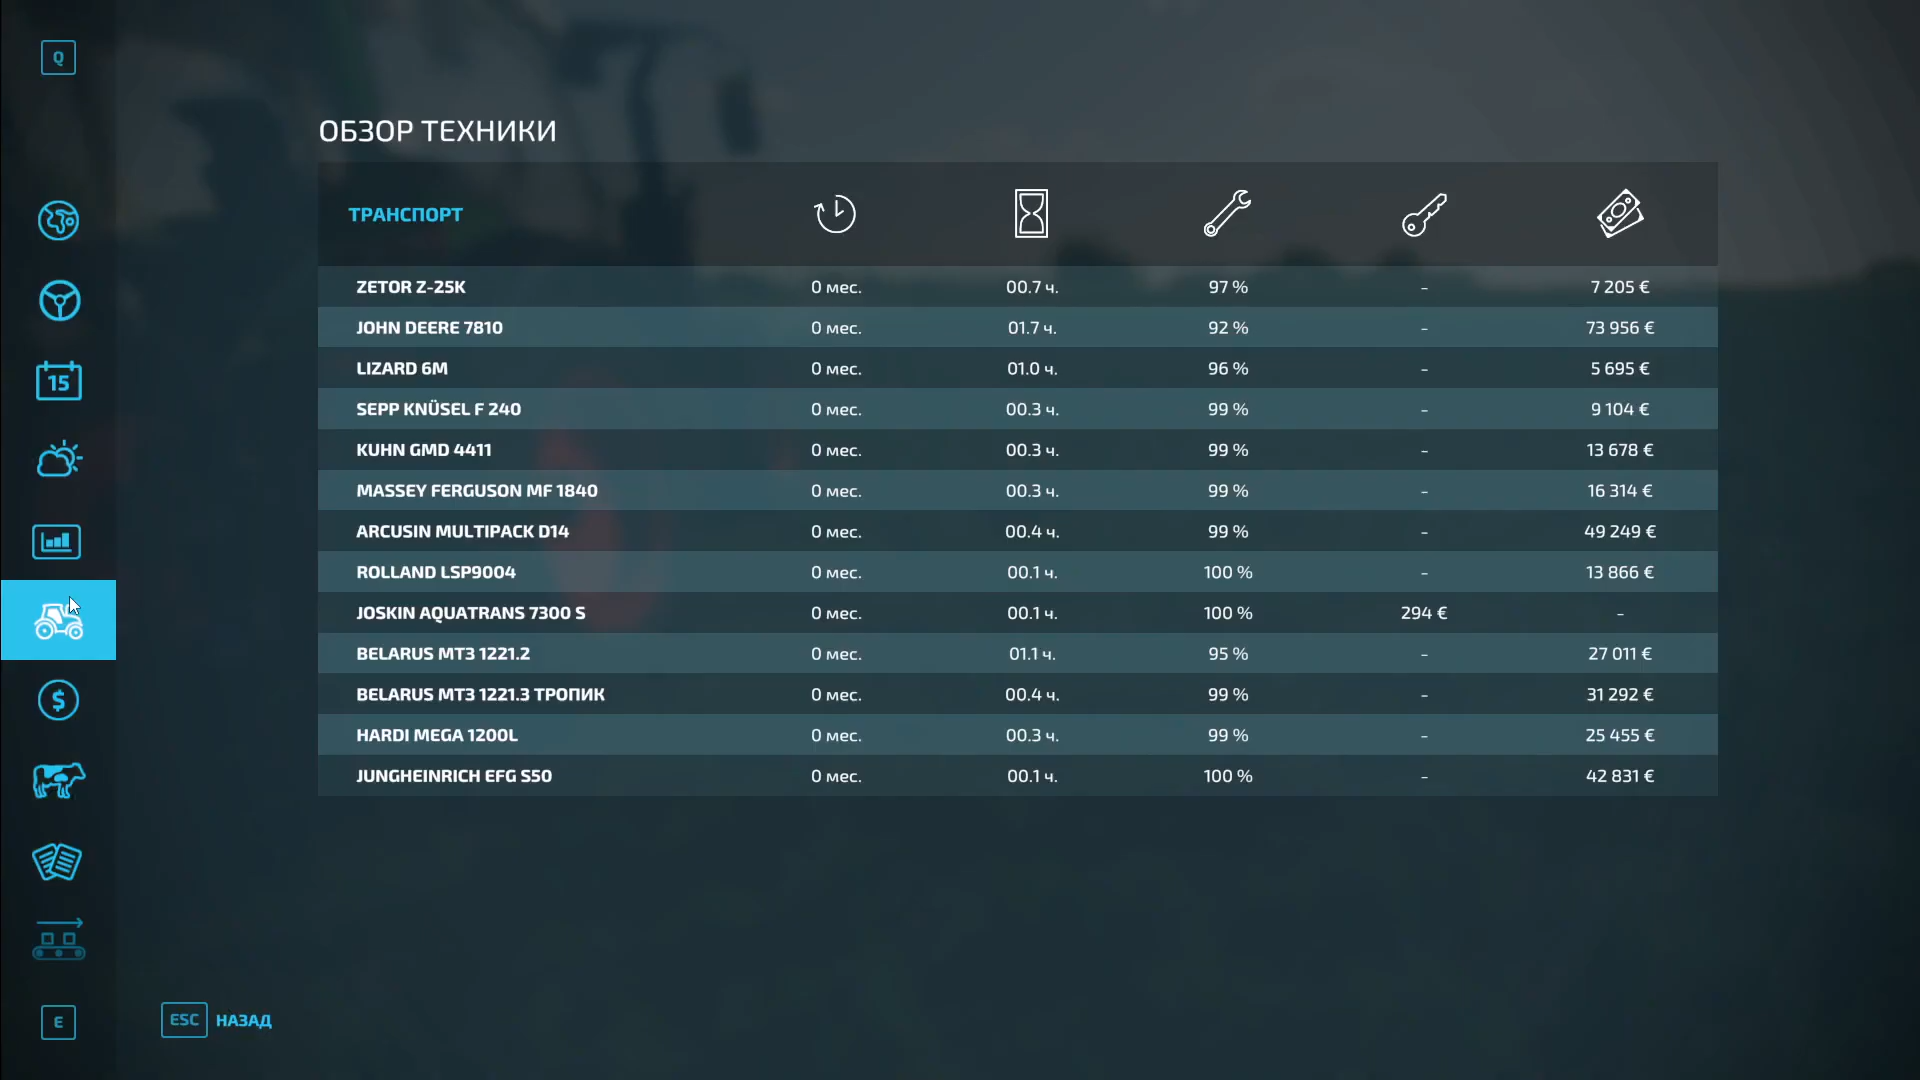 Q
ОБЗОР ТЕХНИКИ
ТРАНСПОРТ
ZETOR Z-25K 0 мес. 00.7 ч. 97 % - 7 205 €
JOHN DEERE 7810 0 мес. 01.7 ч. 92 % - 73 956 €
LIZARD 6M 0 мес. 01.0 ч. 96 % - 5 695 €
SEPP KNÜSEL F 240 0 мес. 00.3 ч. 99 % - 9 104 €
KUHN GMD 4411 0 мес. 00.3 ч. 99 % - 13 678 €
MASSEY FERGUSON MF 1840 0 мес. 00.3 ч. 99 % - 16 314 €
ARCUSIN MULTIPACK D14 0 мес. 00.4 ч. 99 % - 49 249 €
ROLLAND LSP9004 0 мес. 00.1 ч. 100 % - 13 866 €
JOSKIN AQUATRANS 7300 S 0 мес. 00.1 ч. 100 % 294 € -
BELARUS МТЗ 1221.2 0 мес. 01.1 ч. 95 % - 27 011 €
BELARUS МТЗ 1221.3 ТРОПИК 0 мес. 00.4 ч. 99 % - 31 292 €
HARDI MEGA 1200L 0 мес. 00.3 ч. 99 % - 25 455 €
JUNGHEINRICH EFG S50 0 мес. 00.1 ч. 100 % - 42 831 €
15
$
E
ESC НАЗАД